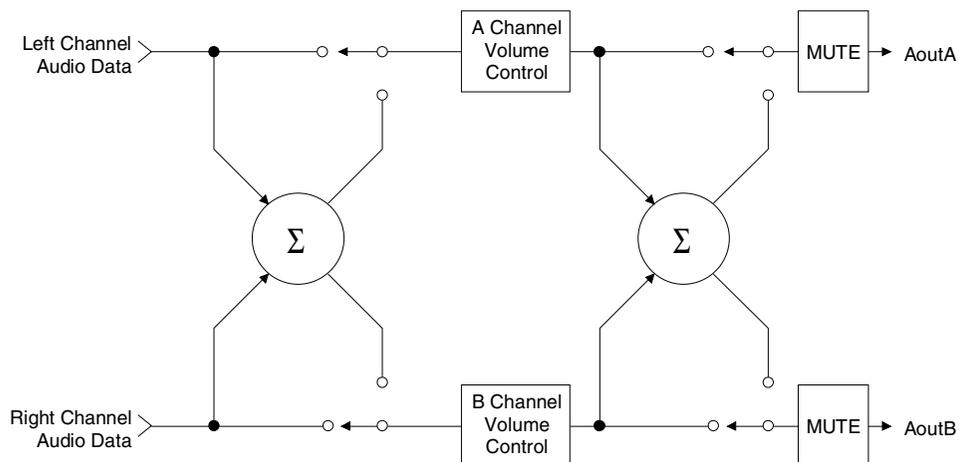 Left Channel
Audio Data
A Channel
Volume
Control
MUTE
AoutA
Σ
Σ
Right Channel
Audio Data
B Channel
Volume
Control
MUTE
AoutB